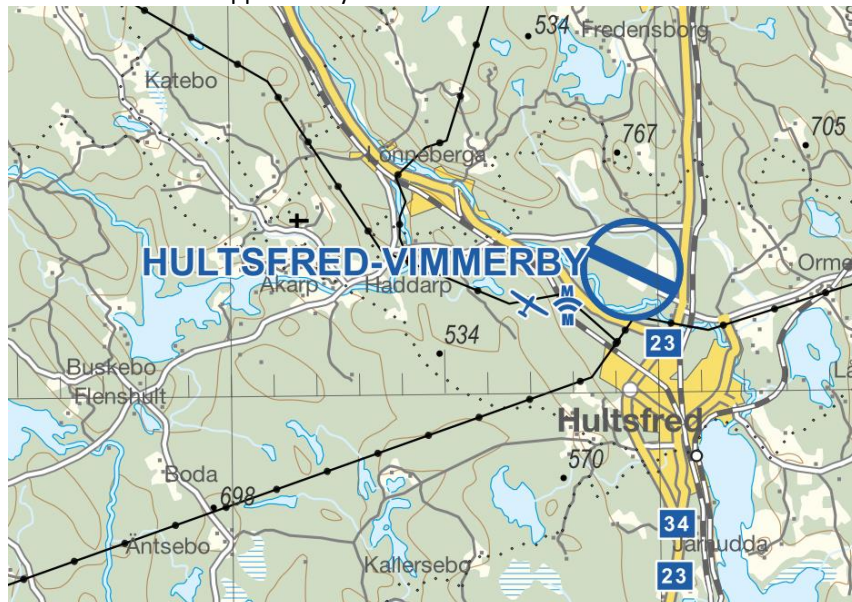 534
Fredensborg
Katebo
767
705
Lönneberga
HULTSFRED-VIMMERBY
Orme
Åkarp
Haddarp
M
M
534
23
Buskebo
Flenshult
Hultsfred
Boda
570
698
34
Äntsebo
Järnudda
Kallersebo
23